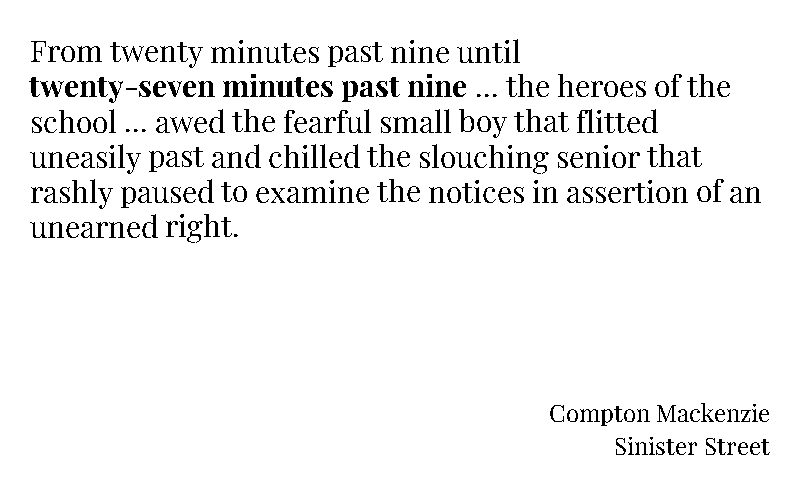 From twenty minutes past nine until
twenty-seven minutes past nine ... the heroes of the
school ... awed the fearful small boy that flitted
uneasily past and chilled the slouching senior that
rashly paused to examine the notices in assertion of an
unearned right.
Compton Mackenzie
Sinister Street